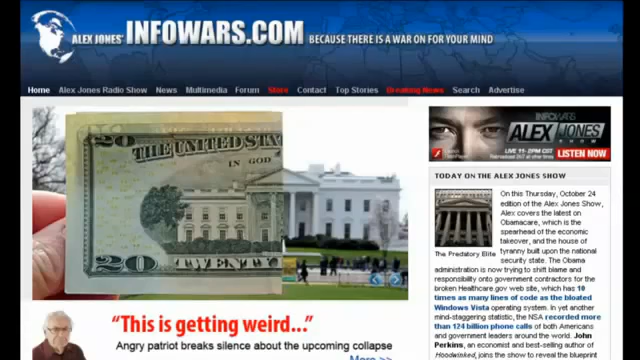 ALEX JONES' INFOWARS.COM BECAUSE THERE IS A WAR ON FOR YOUR MIND
Home Alex Jones Radio Show News Multimedia Forum Store Contact Top Stories Breaking News Search Advertise
20
THE UNITED STA
IN GOD
20 TWENTY
"This is getting weird..."
Angry patriot breaks silence about the upcoming collapse
More >>
INFOWARS
ALEX JONES
SHOW
LIVE 11-2PM CST
LISTEN NOW
TODAY ON THE ALEX JONES SHOW
The Predatory Elite
On this Thursday, October 24
edition of the Alex Jones Show,
Alex covers the latest on
Obamacare, which is the
spearhead of the economic
takeover, and the house of
tyranny built upon the national
security state. The Obama
administration is now trying to shift blame and
responsibility onto government contractors for the
broken Healthcare.gov web site, which has 10
times as many lines of code as the bloated
Windows Vista operating system. In yet another
mind-staggering statistic, the NSA recorded more
than 124 billion phone calls of both Americans
and government leaders around the world. John
Perkins, an economist and best-selling author of
Hoodwinked, joins the show to reveal the blueprint